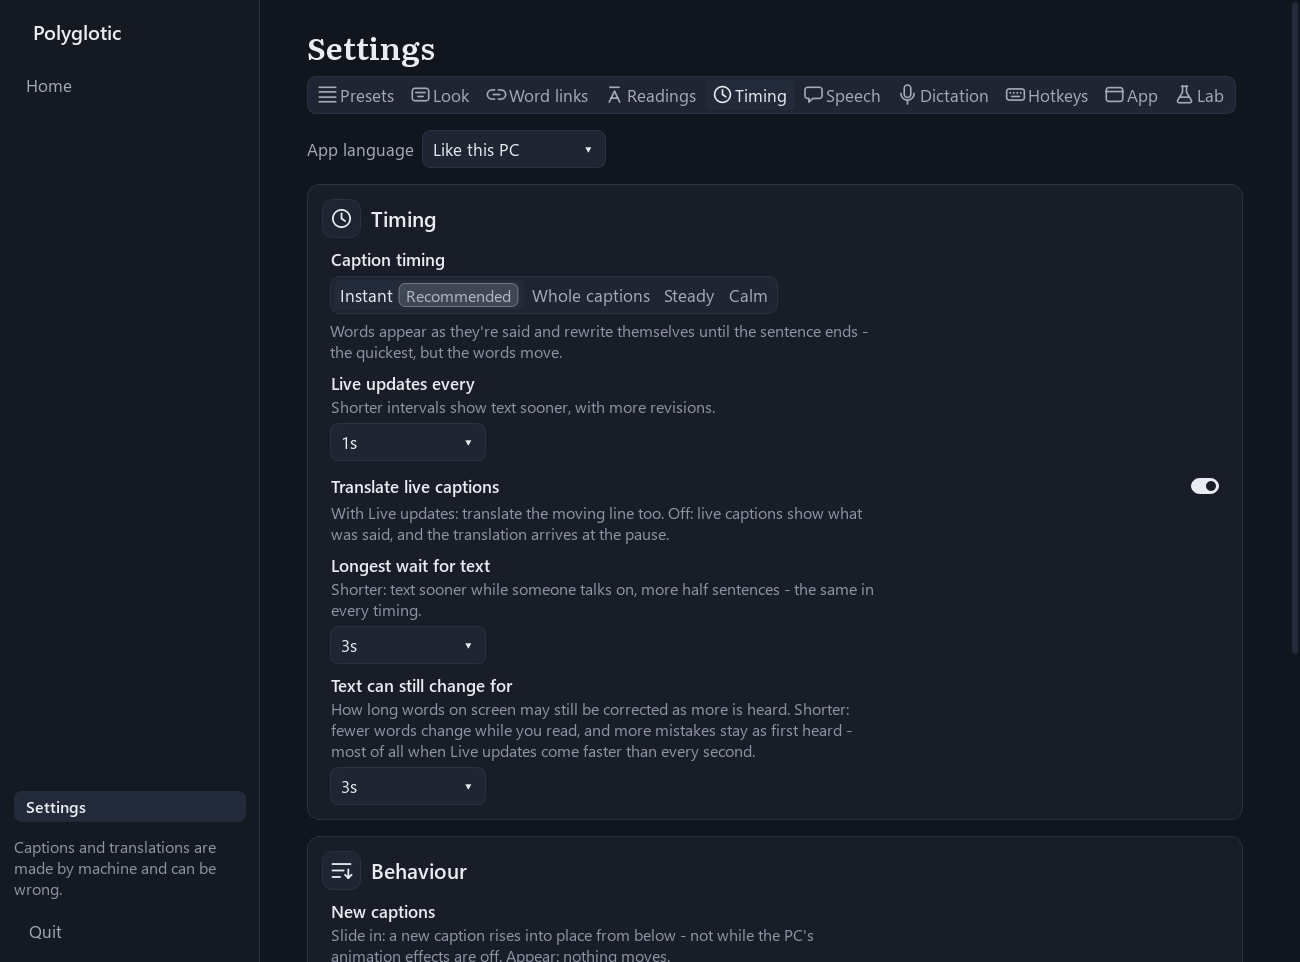 Polyglotic
Home
Settings
Presets Look Word links Readings Timing Speech Dictation Hotkeys App Lab
App language Like this PC
Timing
Caption timing
Instant Recommended Whole captions Steady Calm
Words appear as they're said and rewrite themselves until the sentence ends -
the quickest, but the words move.
Live updates every
Shorter intervals show text sooner, with more revisions.
1s
Translate live captions
With Live updates: translate the moving line too. Off: live captions show what
was said, and the translation arrives at the pause.
Longest wait for text
Shorter: text sooner while someone talks on, more half sentences - the same in
every timing.
3s
Text can still change for
How long words on screen may still be corrected as more is heard. Shorter:
fewer words change while you read, and more mistakes stay as first heard -
most of all when Live updates come faster than every second.
3s
Behaviour
New captions
Slide in: a new caption rises into place from below - not while the PC's
animation effects are off. Appear: nothing moves.
Settings
Captions and translations are
made by machine and can be
wrong.
Quit